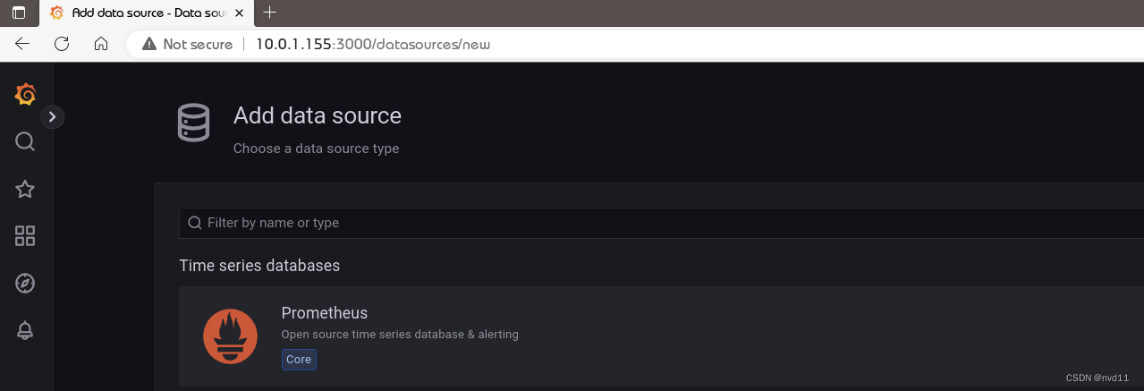 Add data source - Data sour
Not secure 10.0.1.155:3000/datasources/new
Add data source
Choose a data source type
Filter by name or type
Time series databases
Prometheus
Open source time series database & alerting
Core
CSDN @nvd11